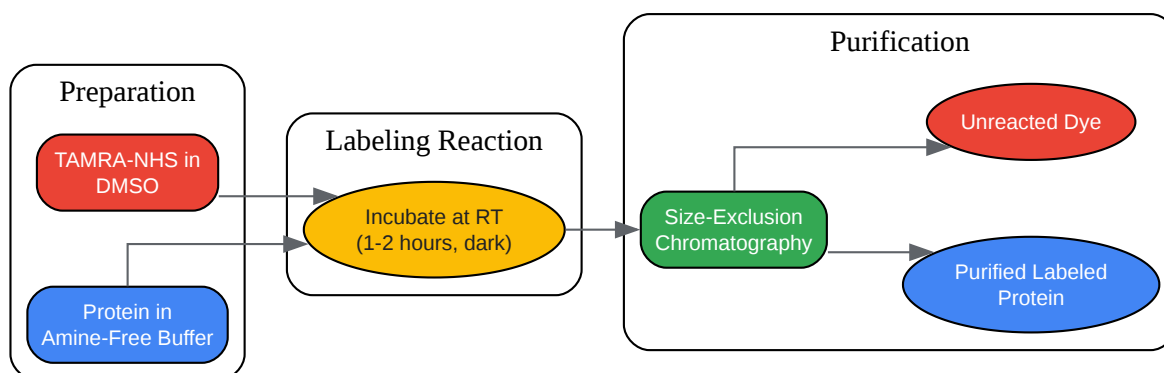 Preparation
TAMRA-NHS in
DMSO
Protein in
Amine-Free Buffer
Labeling Reaction
Incubate at RT
(1-2 hours, dark)
Purification
Size-Exclusion
Chromatography
Unreacted Dye
Purified Labeled
Protein